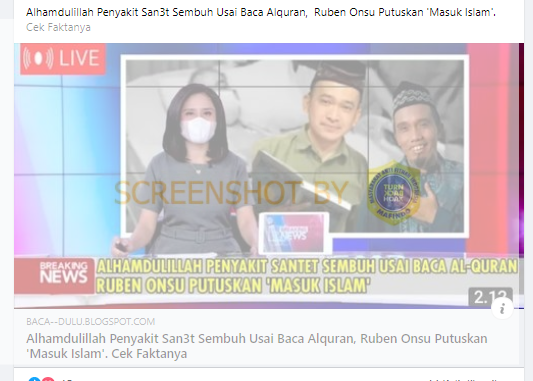 Alhamdulillah Penyakit San3t Sembuh Usai Baca Alquran, Ruben Onsu Putuskan 'Masuk Islam'.
Cek Faktanya
LIVE
SCREENSHOT BY
TURN
BACK
HOAX
NEWS
BREAKING
NEWS
ALHAMDULILLAH PENYAKIT SANTET SEMBUH USAI BACA AL-QURAN
RUBEN ONSU PUTUSKAN 'MASUK ISLAM'
2.12
BACA--DULU.BLOGSPOT.COM
Alhamdulillah Penyakit San3t Sembuh Usai Baca Alquran, Ruben Onsu Putuskan
'Masuk Islam'. Cek Faktanya